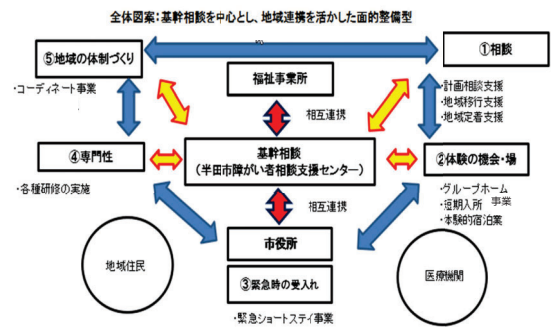 全体図案：基幹相談を中心とし、地域連携を活かした面的整備型
⑤地域の体制づくり
・コーディネート事業
①相談
・計画相談支援
・地域移行支援
・地域定着支援
福祉事業所
相互連携
④専門性
・各種研修の実施
基幹相談
（半田市障がい者相談支援センター）
②体験の機会・場
・グループホーム
・短期入所 事業
・体験的宿泊業
相互連携
市役所
③緊急時の受入れ
・緊急ショートスティ事業
地域住民
医療機関